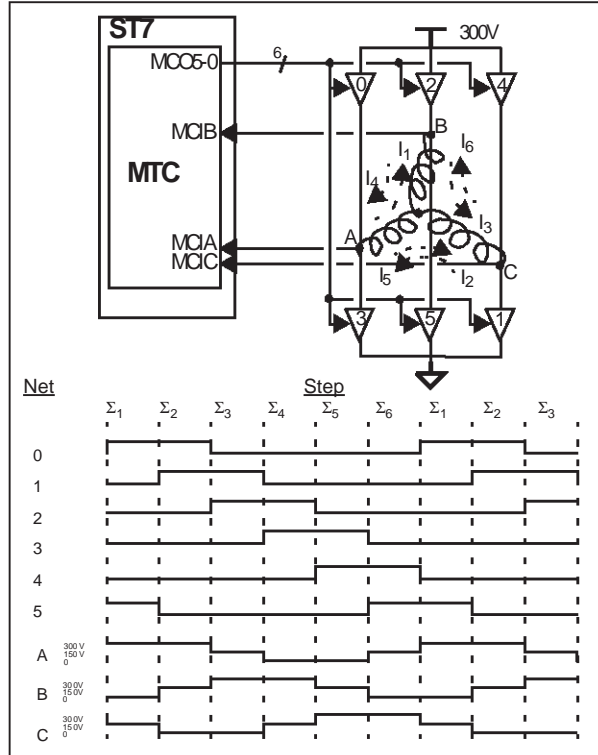 ST7
300V
MCO5-0
6
0 2 4
MCIB
B
I1 I6
MTC
I4
I3
MCIA
A
MCIC
C
I5
I2
3 5 1
Net Step
Σ1 Σ2 Σ3 Σ4 Σ5 Σ6 Σ1 Σ2 Σ3
0
1
2
3
4
5
A 300V 150V 0
B 300V 150V 0
C 300V 150V 0